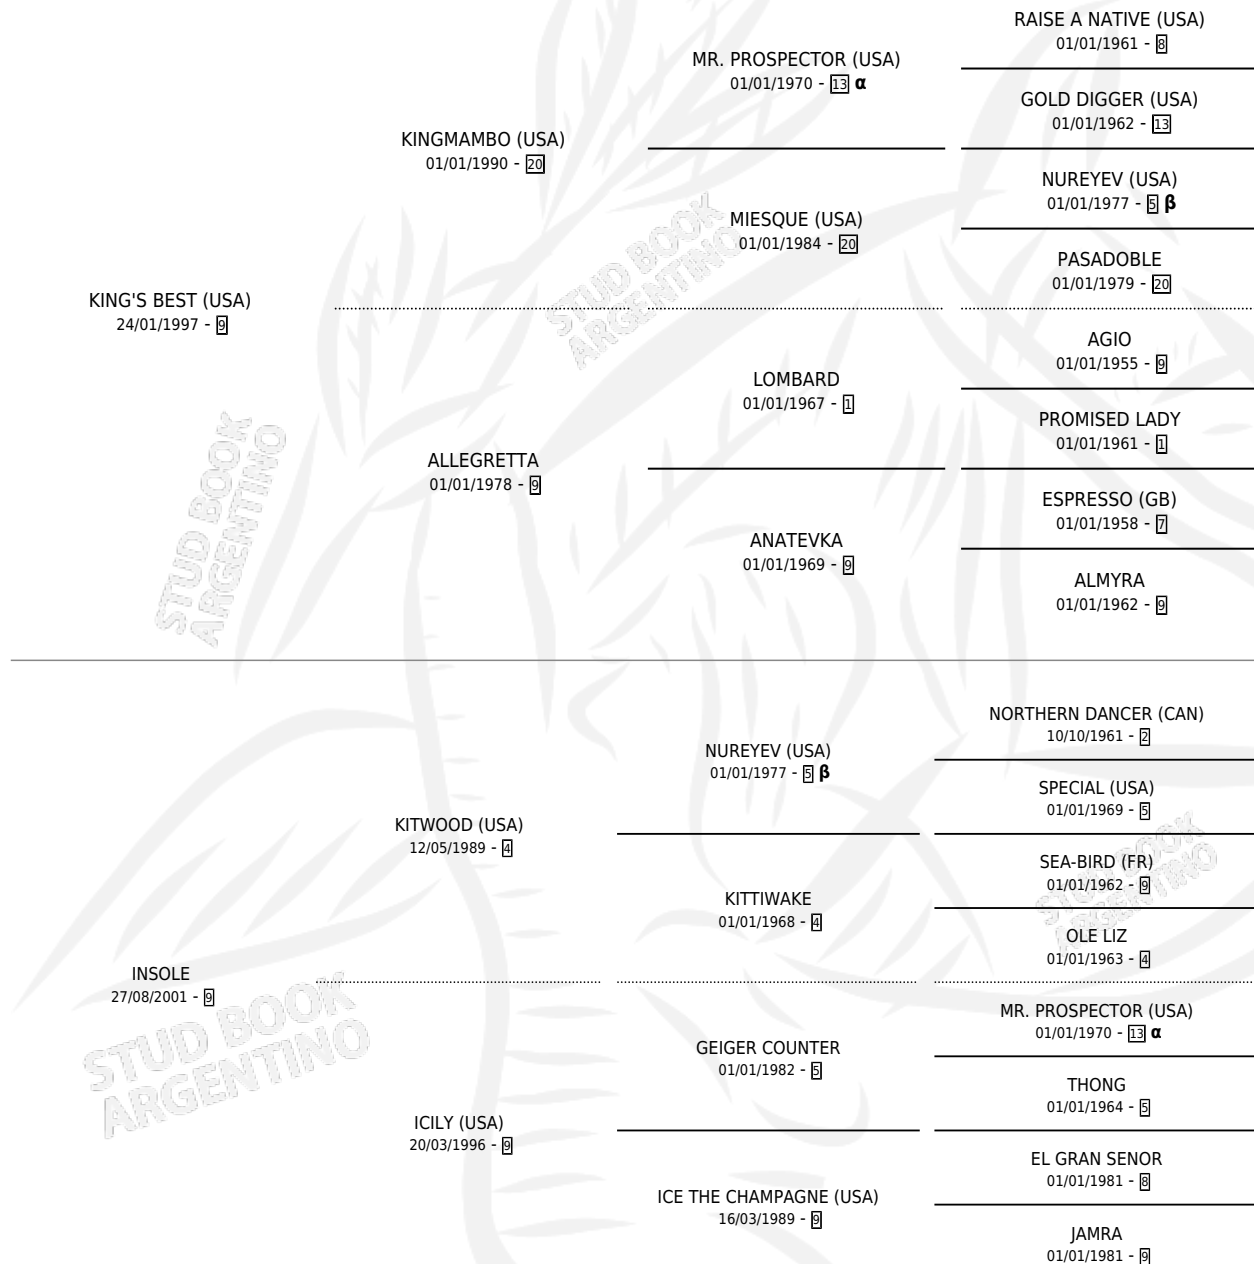 RAISE A NATIVE (USA)
01/01/1961 - 8
MR. PROSPECTOR (USA)
01/01/1970 - 13 α
GOLD DIGGER (USA)
01/01/1962 - 13
KINGMAMBO (USA)
01/01/1990 - 20
NUREYEV (USA)
01/01/1977 - 5 β
MIESQUE (USA)
01/01/1984 - 20
PASADOBLE
01/01/1979 - 20
KING'S BEST (USA)
24/01/1997 - 9
STUD BOOK
ARGENTINO
AGIO
01/01/1955 - 9
LOMBARD
01/01/1967 - 1
PROMISED LADY
01/01/1961 - 1
ALLEGRETTA
01/01/1978 - 9
STUD BOOK
ARGENTINO
ESPRESSO (GB)
01/01/1958 - 7
ANATEVKA
01/01/1969 - 9
ALMYRA
01/01/1962 - 9
NORTHERN DANCER (CAN)
10/10/1961 - 2
NUREYEV (USA)
01/01/1977 - 5 β
SPECIAL (USA)
01/01/1969 - 5
KITWOOD (USA)
12/05/1989 - 4
STUD BOOK
ARGENTINO
SEA-BIRD (FR)
01/01/1962 - 9
KITTIWAKE
01/01/1968 - 4
OLE LIZ
01/01/1963 - 4
INSOLE
27/08/2001 - 9
STUD BOOK
ARGENTINO
MR. PROSPECTOR (USA)
01/01/1970 - 13 α
GEIGER COUNTER
01/01/1982 - 5
THONG
01/01/1964 - 5
ICILY (USA)
20/03/1996 - 9
EL GRAN SENOR
01/01/1981 - 8
ICE THE CHAMPAGNE (USA)
16/03/1989 - 9
JAMRA
01/01/1981 - 9